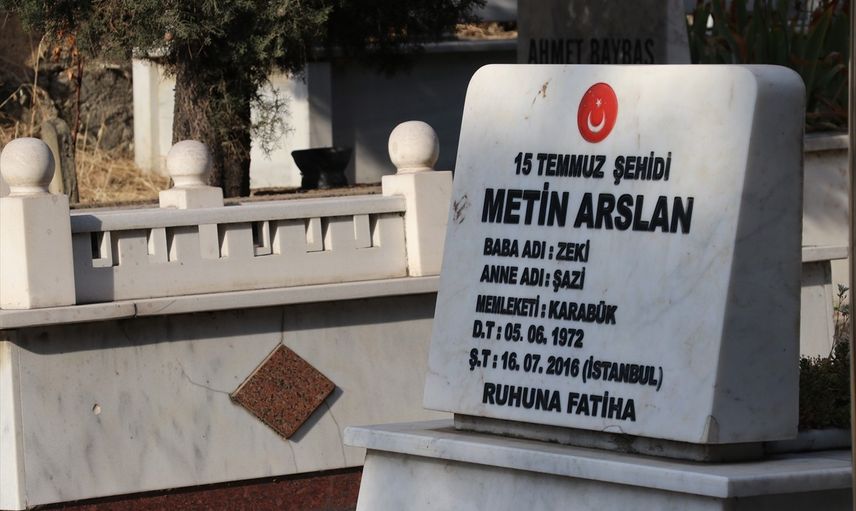 AHMET BAYBAŞ
15 TEMMUZ ŞEHİDİ
METİN ARSLAN
BABA ADI : ZEKİ
ANNE ADI : ŞAZİ
MEMLEKETİ : KARABÜK
D.T : 05. 06. 1972
Ş.T : 16. 07. 2016 (İSTANBUL)
RUHUNA FATİHA